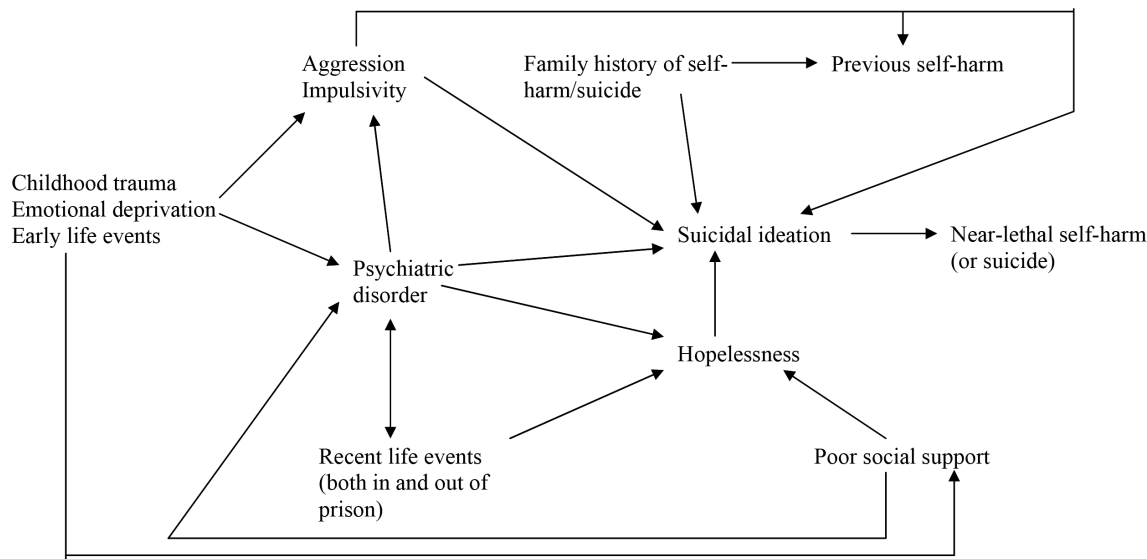 Aggression
Impulsivity
Family history of self-
harm/suicide
Previous self-harm
Childhood trauma
Emotional deprivation
Early life events
Suicidal ideation
Near-lethal self-harm
(or suicide)
Psychiatric
disorder
Hopelessness
Recent life events
(both in and out of
prison)
Poor social support